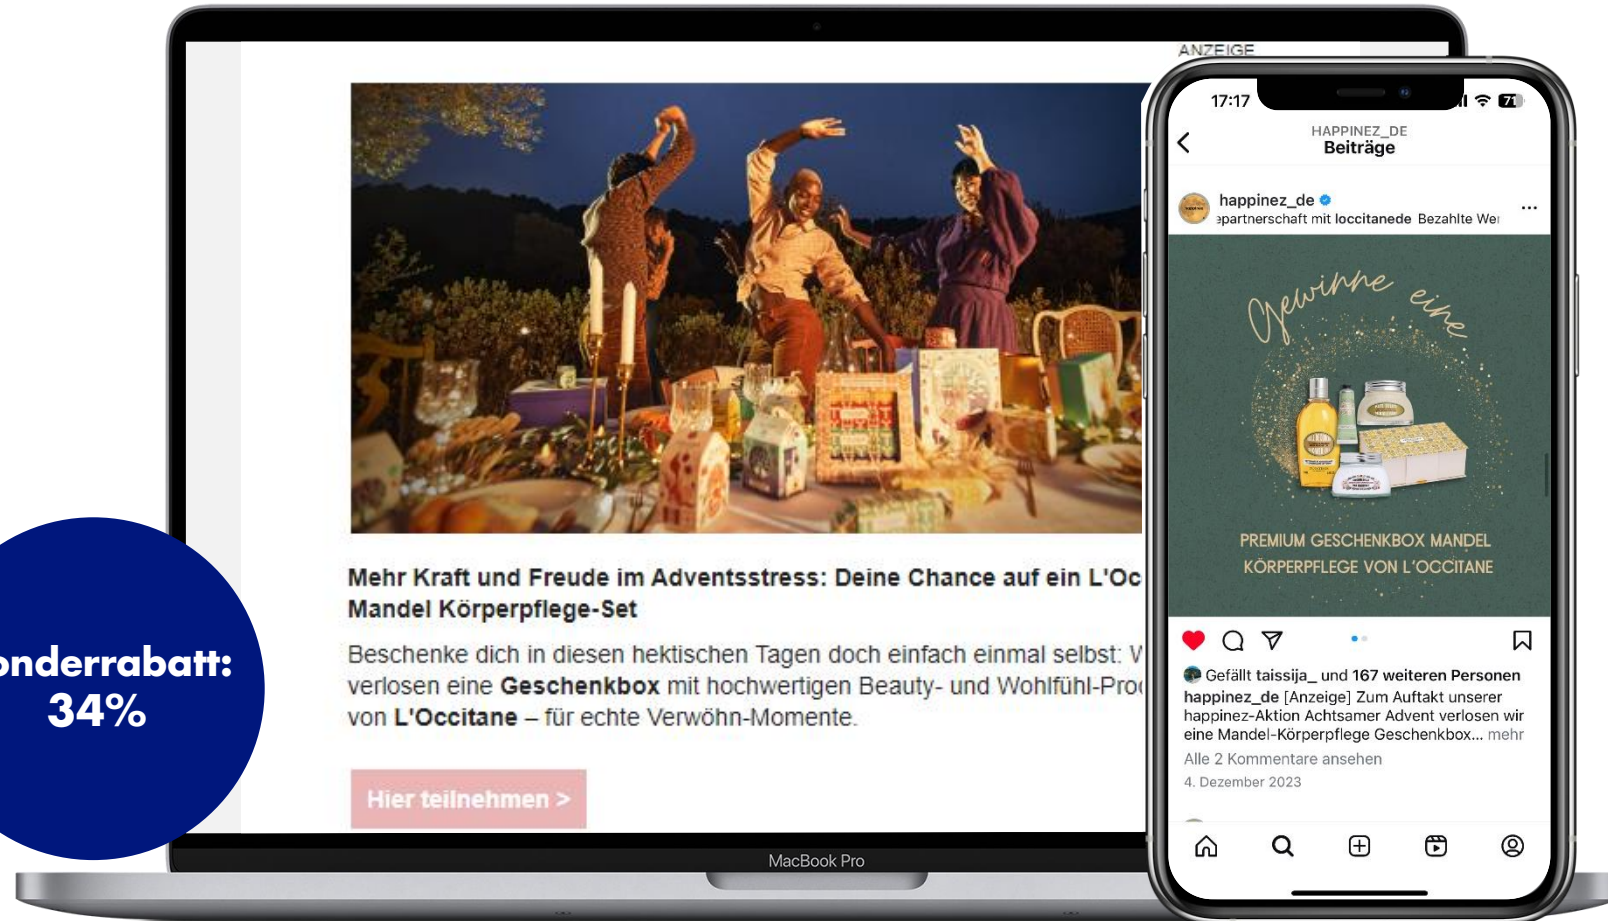 ANZEIGE
Mehr Kraft und Freude im Adventsstress: Deine Chance auf ein L'Oc
Mandel Körperpflege-Set
Beschenke dich in diesen hektischen Tagen doch einfach einmal selbst: W
verlosen eine Geschenkbox mit hochwertigen Beauty- und Wohlfühl-Prod
von L'Occitane – für echte Verwöhn-Momente.
Hier teilnehmen >
MacBook Pro
onderrabatt:
34%
17:17
71
HAPPINEZ_DE
Beiträge
happinez_de
epartnerschaft mit loccitanede Bezahlte Wer
Gewinne eine
PREMIUM GESCHENKBOX MANDEL
KÖRPERPFLEGE VON L'OCCITANE
Gefällt taissija_ und 167 weiteren Personen
happinez_de [Anzeige] Zum Auftakt unserer
happinez-Aktion Achtsamer Advent verlosen wir
eine Mandel-Körperpflege Geschenkbox... mehr
Alle 2 Kommentare ansehen
4. Dezember 2023